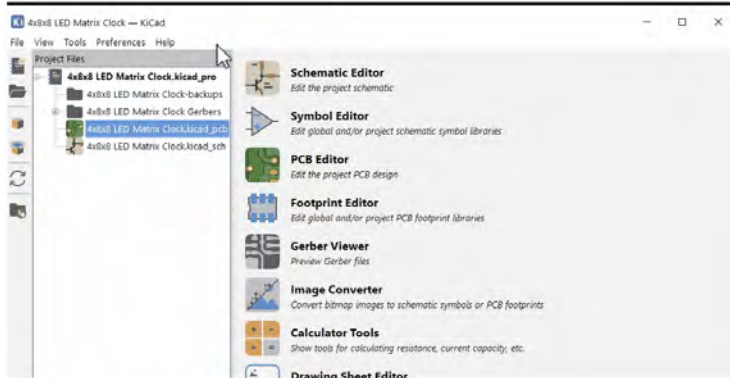 4x8x8 LED Matrix Clock — KiCad
File View Tools Preferences Help
Project Files
4x8x8 LED Matrix Clock.kicad_pro
4x8x8 LED Matrix Clock-backups
4x8x8 LED Matrix Clock Gerbers
4x8x8 LED Matrix Clock.kicad_pcb
4x8x8 LED Matrix Clock.kicad_sch
Schematic Editor
Edit the project schematic
Symbol Editor
Edit global and/or project schematic symbol libraries
PCB Editor
Edit the project PCB design
Footprint Editor
Edit global and/or project PCB footprint libraries
Gerber Viewer
Preview Gerber files
Image Converter
Convert bitmap images to schematic symbols or PCB footprints
Calculator Tools
Show tools for calculating resistance, current capacity, etc.
Drawing Sheet Editor